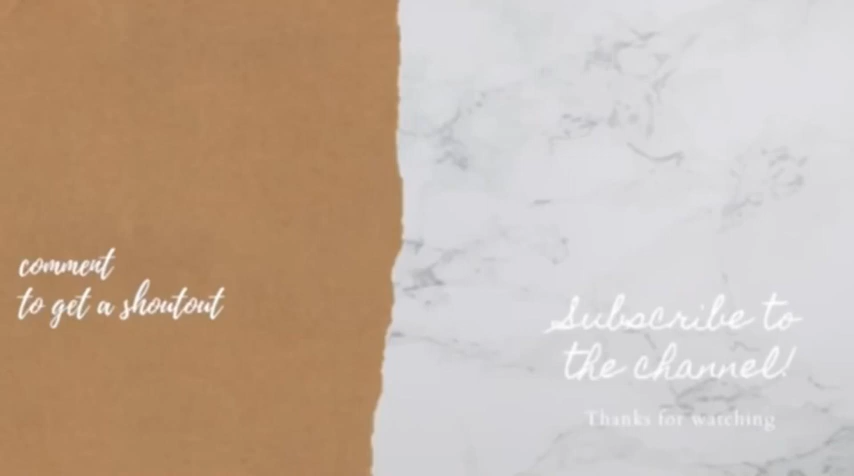 comment
to get a shoutout
Subscribe to
the channel!
Thanks for watching